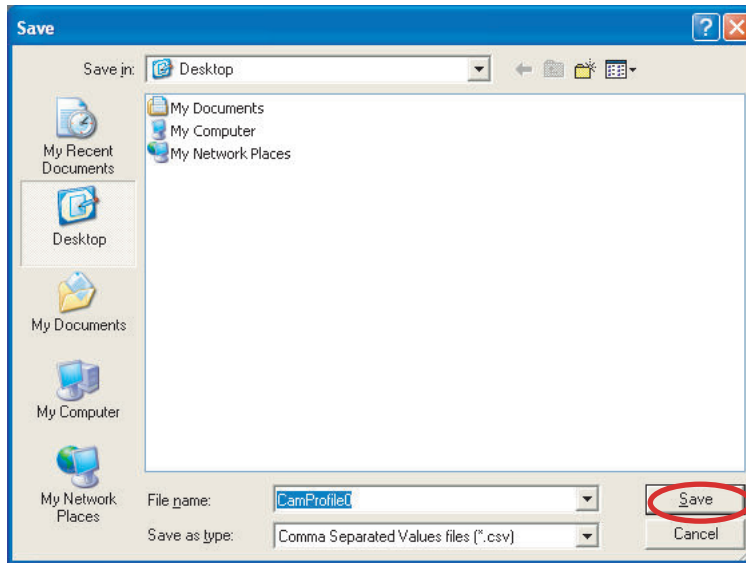 Save
Save in:
Desktop
My Documents
My Computer
My Network Places
My Recent
Documents
Desktop
My Documents
My Computer
My Network
Places
File name:
CamProfile0
Save
Save as type:
Comma Separated Values files (*.csv)
Cancel